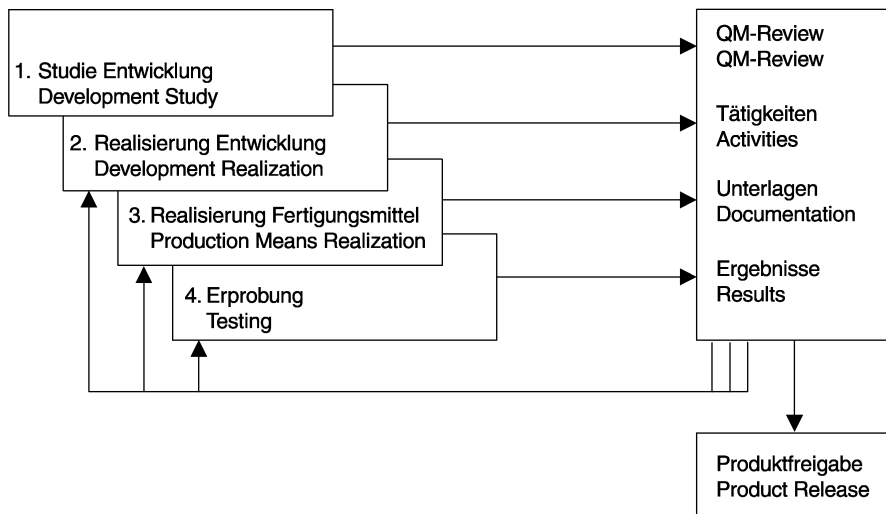 1. Studie Entwicklung
Development Study
2. Realisierung Entwicklung
Development Realization
3. Realisierung Fertigungsmittel
Production Means Realization
4. Erprobung
Testing
QM-Review
QM-Review
Tätigkeiten
Activities
Unterlagen
Documentation
Ergebnisse
Results
Produktfreigabe
Product Release